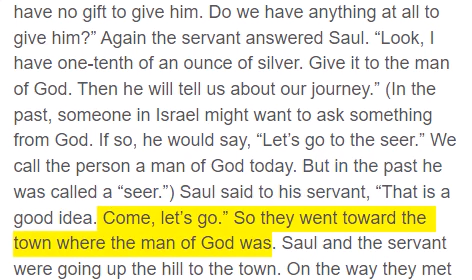 have no gift to give him. Do we have anything at all to
give him?” Again the servant answered Saul. “Look, I
have one-tenth of an ounce of silver. Give it to the man
of God. Then he will tell us about our journey.” (In the
past, someone in Israel might want to ask something
from God. If so, he would say, “Let’s go to the seer.” We
call the person a man of God today. But in the past he
was called a “seer.”) Saul said to his servant, “That is a
good idea. Come, let’s go.” So they went toward the
town where the man of God was. Saul and the servant
were going up the hill to the town. On the way they met